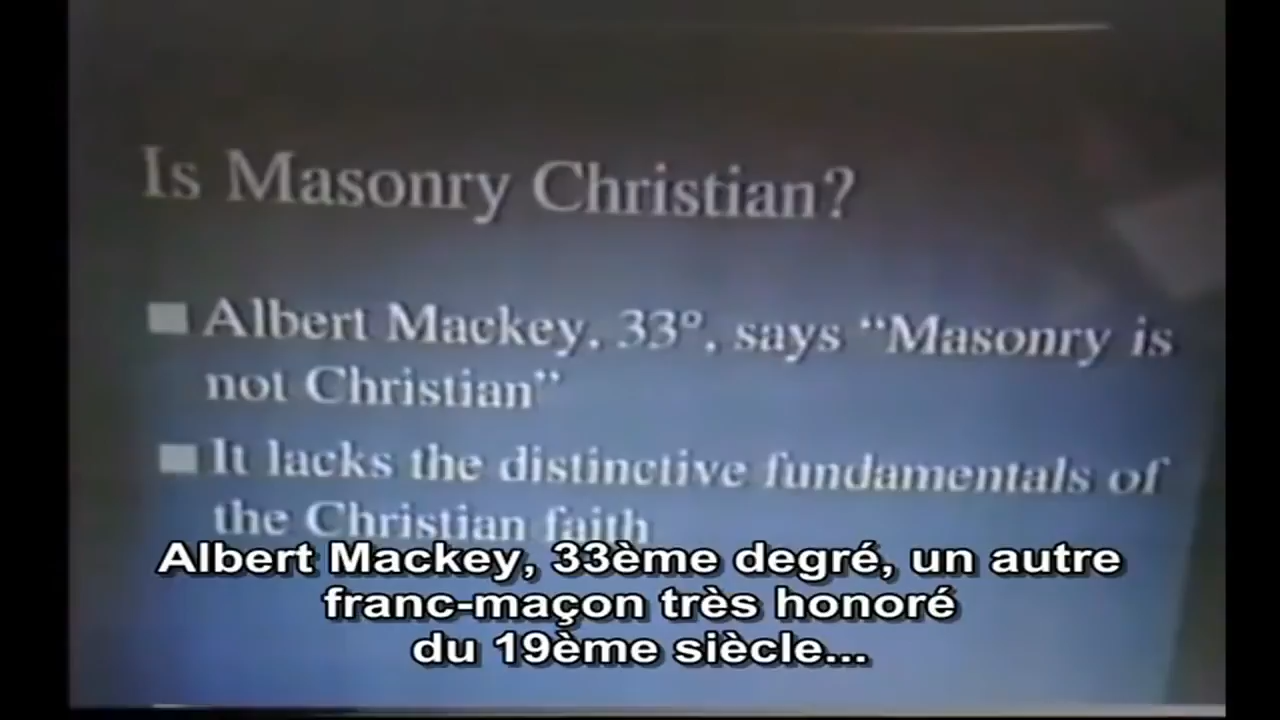 Is Masonry Christian?
■ Albert Mackey, 33°, says “Masonry is
not Christian”
■ It lacks the distinctive fundamentals of
the Christian faith
Albert Mackey, 33ème degré, un autre
franc-maçon très honoré
du 19ème siècle...